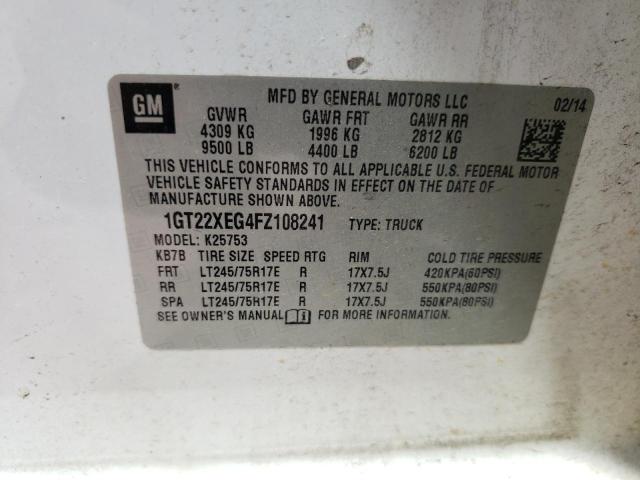 GM
MFD BY GENERAL MOTORS LLC 02/14
GVWR GAWR FRT GAWR RR
4309 KG 1996 KG 2812 KG
9500 LB 4400 LB 6200 LB
THIS VEHICLE CONFORMS TO ALL APPLICABLE U.S. FEDERAL MOTOR
VEHICLE SAFETY STANDARDS IN EFFECT ON THE DATE OF
MANUFACTURE SHOWN ABOVE.
1GT22XEG4FZ108241 TYPE: TRUCK
MODEL: K25753
KB7B TIRE SIZE SPEED RTG RIM COLD TIRE PRESSURE
FRT LT245/75R17E R 17X7.5J 420KPA(60PSI)
RR LT245/75R17E R 17X7.5J 550KPA(80PSI)
SPA LT245/75R17E R 17X7.5J 550KPA(80PSI)
SEE OWNER'S MANUAL FOR MORE INFORMATION.